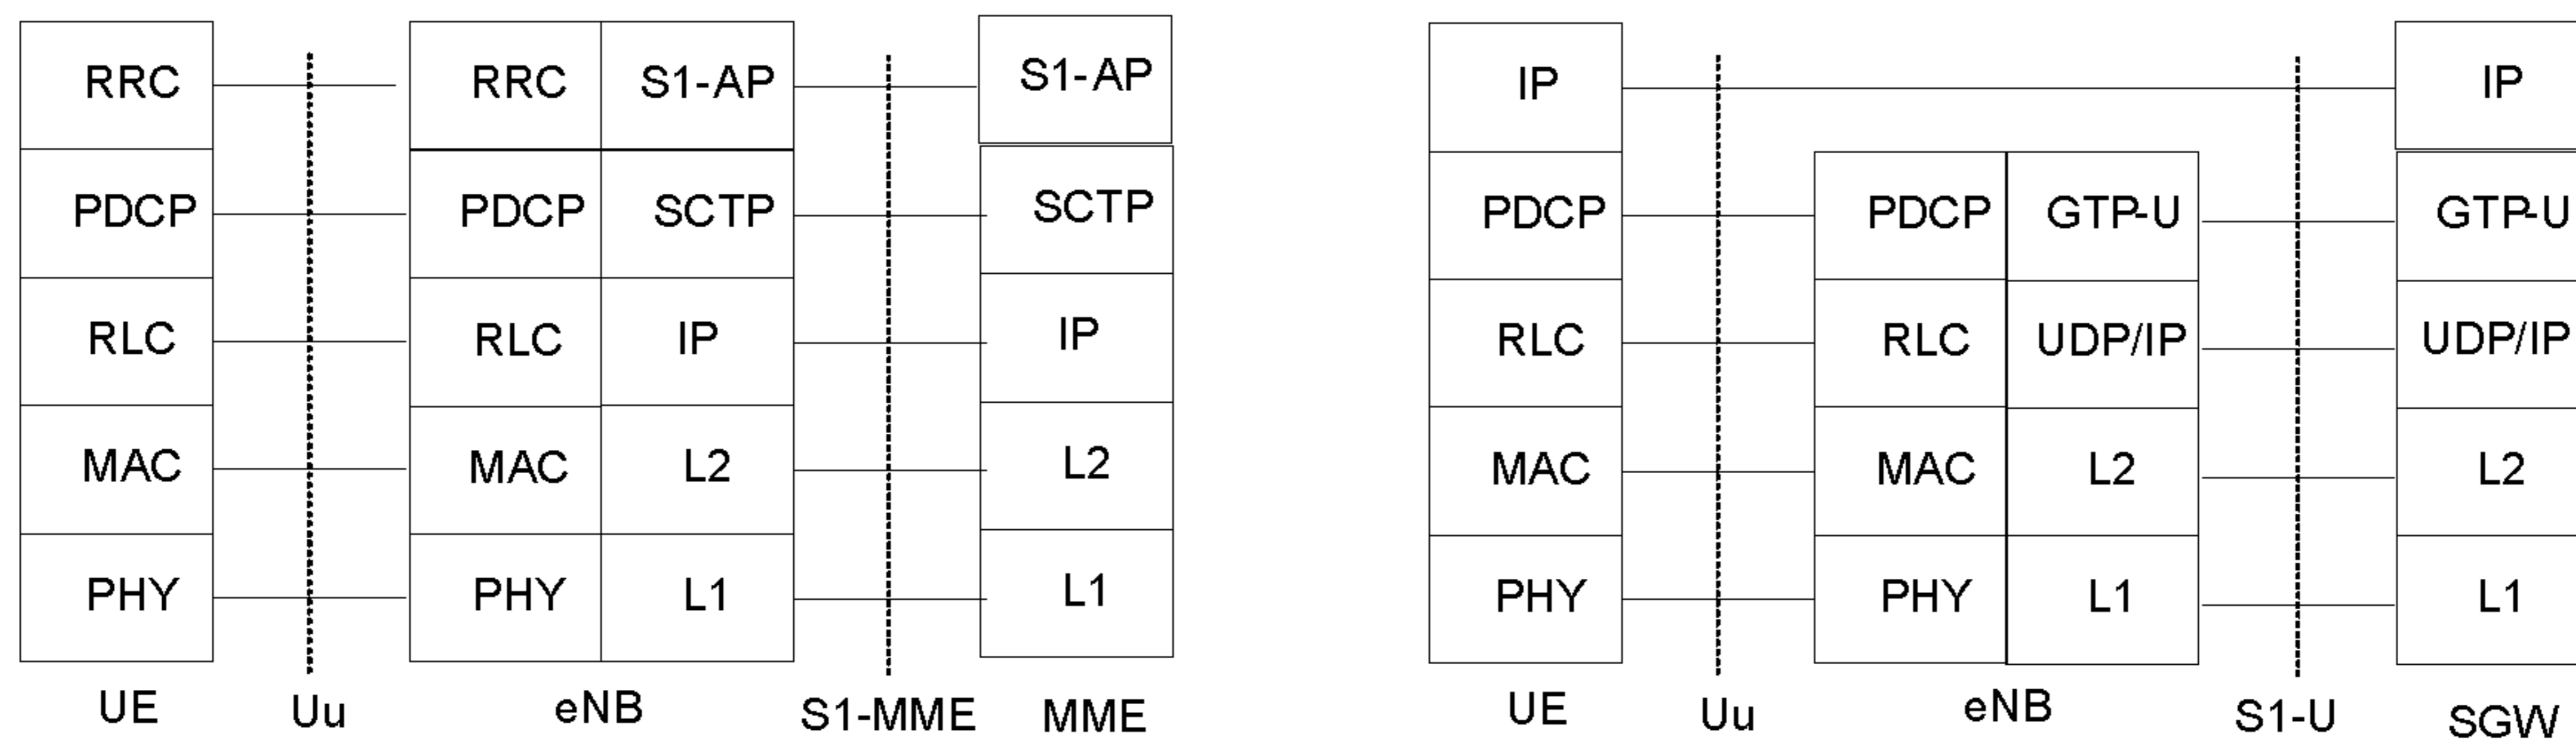 RRC RRC S1-AP S1-AP IP IP
PDCP PDCP SCTP SCTP PDCP PDCP GTP-U GTP-U
RLC RLC IP IP RLC RLC UDP/IP UDP/IP
MAC MAC L2 L2 MAC MAC L2 L2
PHY PHY L1 L1 PHY PHY L1 L1
UE Uu eNB S1-MME MME UE Uu eNB S1-U SGW